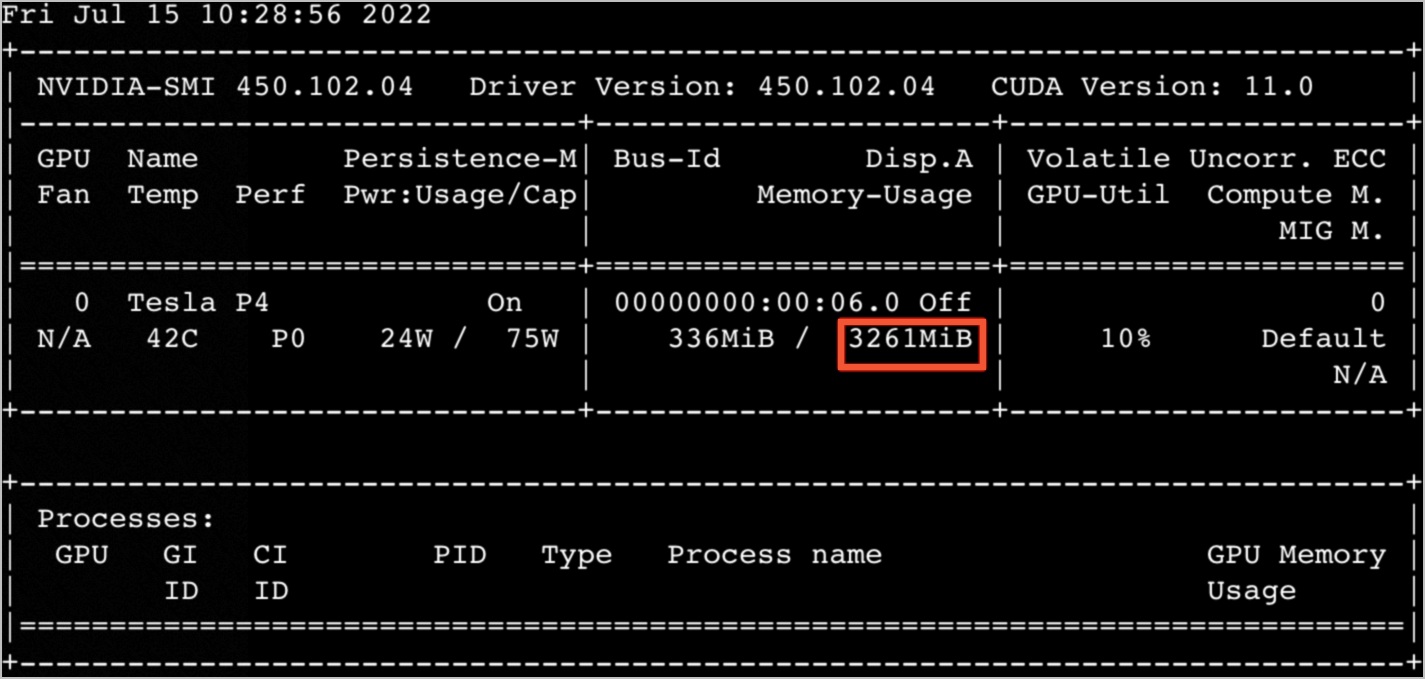 Fri Jul 15 10:28:56 2022
+-----------------------------------------------------------------------------+
| NVIDIA-SMI 450.102.04   Driver Version: 450.102.04   CUDA Version: 11.0     |
|-------------------------------+----------------------+----------------------+
| GPU  Name        Persistence-M| Bus-Id        Disp.A | Volatile Uncorr. ECC |
| Fan  Temp  Perf  Pwr:Usage/Cap|         Memory-Usage | GPU-Util  Compute M. |
|                               |                      |               MIG M. |
|===============================+======================+======================|
|   0  Tesla P4            On   | 00000000:00:06.0 Off |                    0 |
| N/A   42C    P0    24W /  75W |    336MiB /  3261MiB |     10%      Default |
|                               |                      |                  N/A |
+-------------------------------+----------------------+----------------------+
+-----------------------------------------------------------------------------+
| Processes:                                                                  |
|  GPU   GI   CI        PID   Type   Process name                  GPU Memory |
|        ID   ID                                                   Usage      |
|=============================================================================|
+-----------------------------------------------------------------------------+